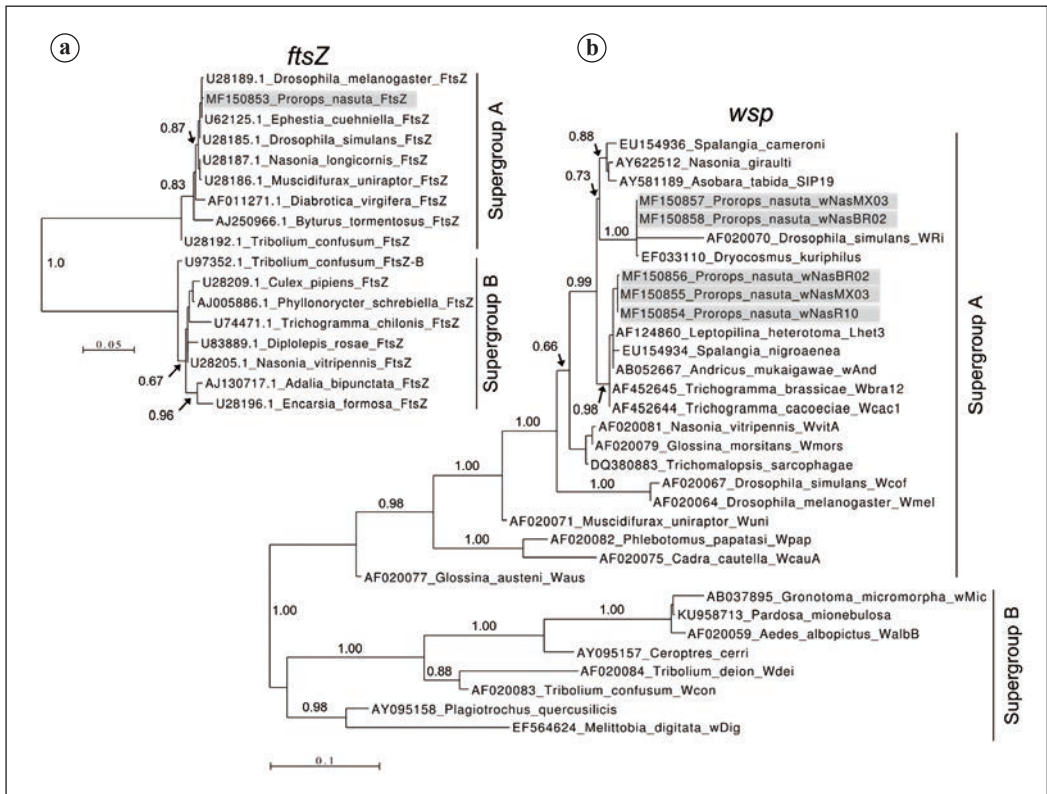 a
ftsZ
U28189.1_Drosophila_melanogaster_FtsZ
MF150853_Prorops_nasuta_FtsZ
U62125.1_Ephestia_cuehniella_FtsZ
U28185.1_Drosophila_simulans_FtsZ
U28187.1_Nasonia_longicornis_FtsZ
U28186.1_Muscidifurax_uniraptor_FtsZ
AF011271.1_Diabrotica_virgifera_FtsZ
AJ250966.1_Byturus_tormentosus_FtsZ
U28192.1_Tribolium_confusum_FtsZ
U97352.1_Tribolium_confusum_FtsZ-B
U28209.1_Culex_pipiens_FtsZ
AJ005886.1_Phyllonorycter_schrebiella_FtsZ
U74471.1_Trichogramma_chilonis_FtsZ
U83889.1_Diplolepis_rosae_FtsZ
U28205.1_Nasonia_vitripennis_FtsZ
AJ130717.1_Adalia_bipunctata_FtsZ
U28196.1_Encarsia_formosa_FtsZ
0.87
0.83
1.0
0.67
0.96
0.05
Supergroup A
Supergroup B
b
wsp
EU154936_Spalangia_cameroni
AY622512_Nasonia_giraulti
AY581189_Asobara_tabida_SIP19
MF150857_Prorops_nasuta_wNasMX03
MF150858_Prorops_nasuta_wNasBR02
AF020070_Drosophila_simulans_WRi
EF033110_Dryocosmus_kuriphilus
MF150856_Prorops_nasuta_wNasBR02
MF150855_Prorops_nasuta_wNasMX03
MF150854_Prorops_nasuta_wNasR10
AF124860_Leptopilina_heterotoma_Lhet3
EU154934_Spalangia_nigroaenea
AB052667_Andricus_mukaigawae_wAnd
AF452645_Trichogramma_brassicae_Wbra12
AF452644_Trichogramma_cacoeciae_Wcac1
AF020081_Nasonia_vitripennis_WvitA
AF020079_Glossina_morsitans_Wmors
DQ380883_Trichomalopsis_sarcophagae
AF020067_Drosophila_simulans_Wcof
AF020064_Drosophila_melanogaster_Wmel
AF020071_Muscidifurax_uniraptor_Wuni
AF020082_Phlebotomus_papatasi_Wpap
AF020075_Cadra_cautella_WcauA
AF020077_Glossina_austeni_Waus
AB037895_Gronotoma_micromorpha_wMic
KU958713_Pardosa_mionebulosa
AF020059_Aedes_albopictus_WalbB
AY095157_Ceroptres_cerri
AF020084_Tribolium_deion_Wdei
AF020083_Tribolium_confusum_Wcon
AY095158_Plagiotrochus_quercusilicis
EF564624_Melittobia_digitata_wDig
0.88
0.73
1.00
0.99
0.66
0.98
1.00
1.00
1.00
0.98
1.00
1.00
1.00
1.00
1.00
0.88
0.98
0.1
Supergroup A
Supergroup B